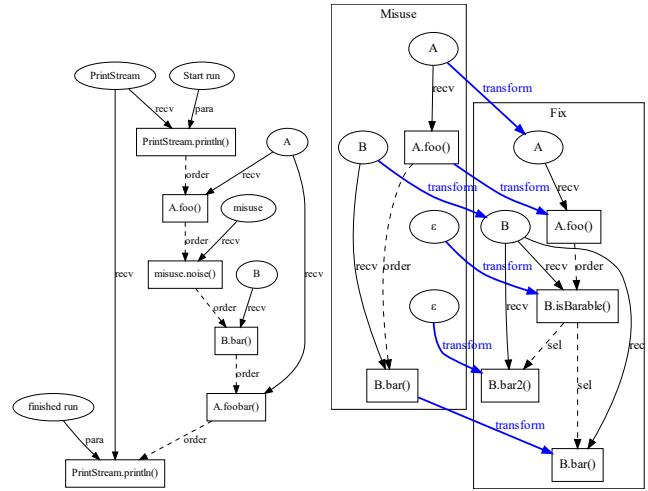 Misuse
A
PrintStream
Start run
recv
transform
recv
para
Fix
PrintStream.println()
A
B
A.foo()
A
order
recv
transform
transform
recv
A.foo()
misuse
ε
B
A.foo()
order
recv
recv
order
transform
recv
order
misuse.noise()
B
recv
recv
ε
recv
B.isBarable()
order
recv
transform
sel
rec
B.bar()
order
B.bar()
B.bar2()
sel
finished run
A.foobar()
transform
para
order
PrintStream.println()
B.bar()